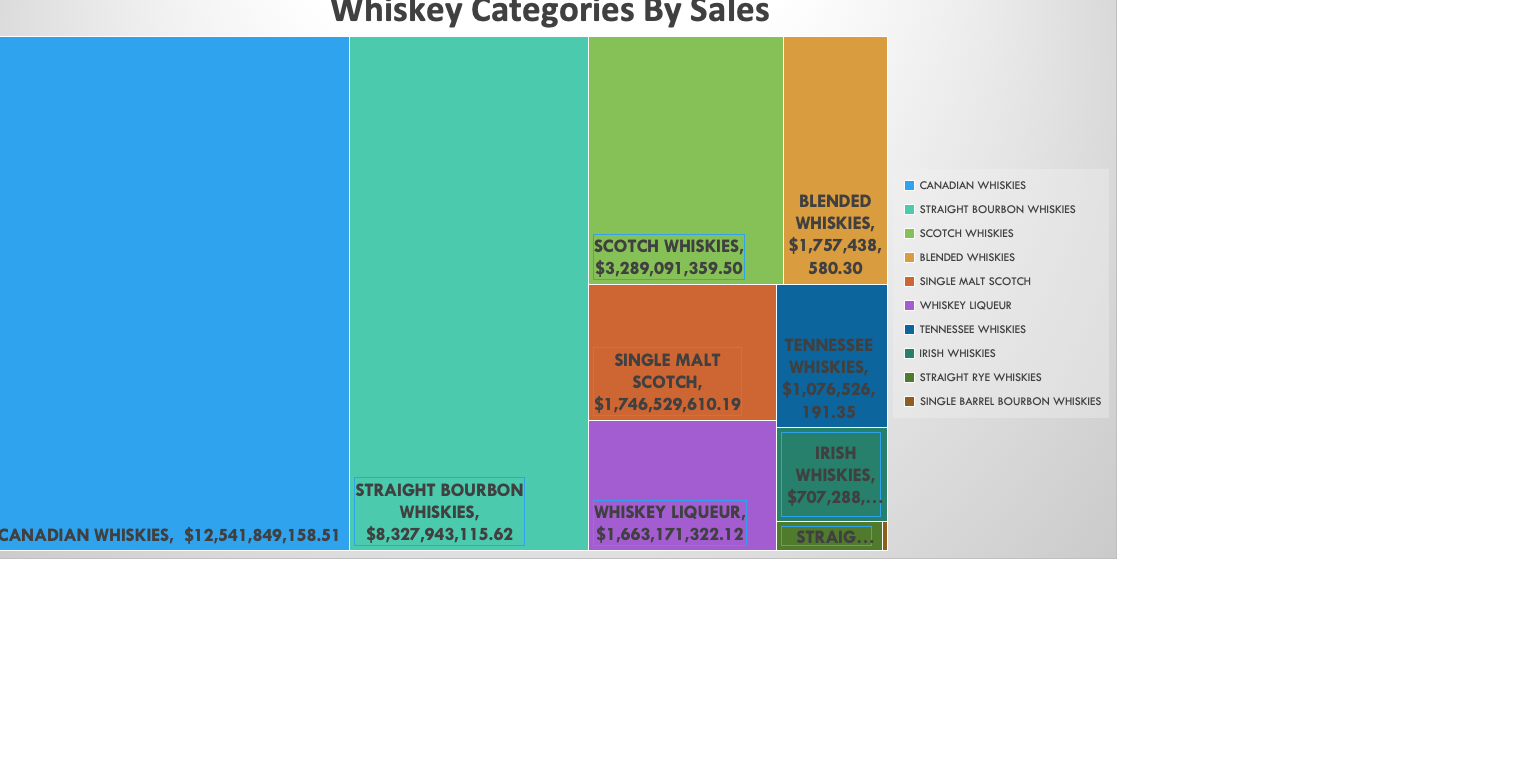 Whiskey Categories By Sales
CANADIAN WHISKIES, $12,541,849,158.51
STRAIGHT BOURBON
WHISKIES,
$8,327,943,115.62
SCOTCH WHISKIES,
$3,289,091,359.50
BLENDED
WHISKIES,
$1,757,438,
580.30
SINGLE MALT
SCOTCH,
$1,746,529,610.19
WHISKEY LIQUEUR,
$1,663,171,322.12
TENNESSEE
WHISKIES,
$1,076,526,
191.35
IRISH
WHISKIES,
$707,288,...
STRAIG...
CANADIAN WHISKIES
STRAIGHT BOURBON WHISKIES
SCOTCH WHISKIES
BLENDED WHISKIES
SINGLE MALT SCOTCH
WHISKEY LIQUEUR
TENNESSEE WHISKIES
IRISH WHISKIES
STRAIGHT RYE WHISKIES
SINGLE BARREL BOURBON WHISKIES